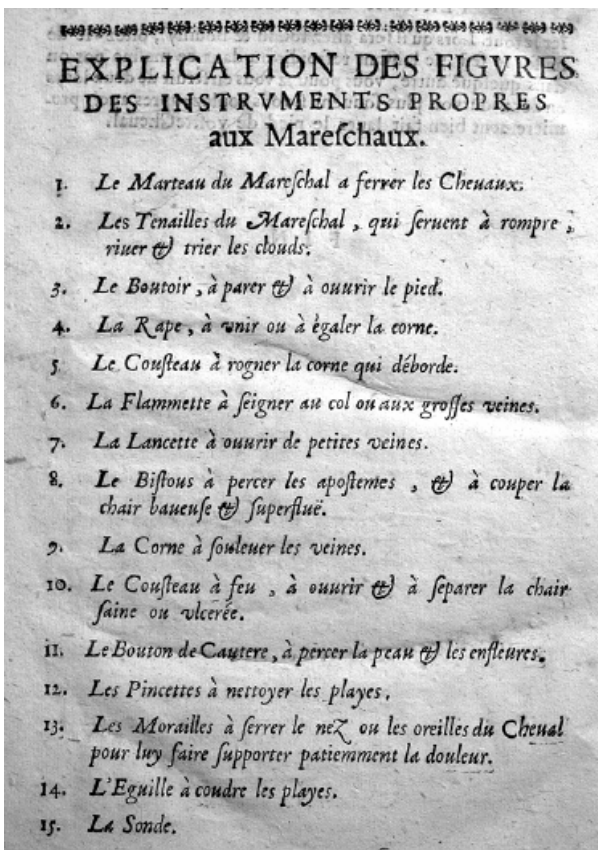 EXPLICATION DES FIGVRES
DES INSTRVMENTS PROPRES
aux Mareſchaux.
1. Le Marteau du Mareſchal a ferrer les Cheuaux.
2. Les Tenailles du Mareſchal, qui ſeruent à rompre,
riuer & trier les clouds.
3. Le Boutoir, à parer & à ouurir le pied.
4. La Rape, à vnir ou à égaler la corne.
5. Le Couſteau à rogner la corne qui déborde.
6. La Flammette à ſeigner au col ou aux groſſes veines.
7. La Lancette à ouurir de petites veines.
8. Le Biſtous à percer les apoſtemes, & à couper la
chair baueuſe & ſuperfluë.
9. La Corne à ſouleuer les veines.
10. Le Couſteau à feu, à ouurir & à ſeparer la chair
ſaine ou vlcerée.
11. Le Bouton de Cautere, à percer la peau & les enfleures.
12. Les Pincettes à nettoyer les playes.
13. Les Morailles à ſerrer le nez ou les oreilles du Cheual
pour luy faire ſupporter patiemment la douleur.
14. L'Eguille à coudre les playes.
15. La Sonde.